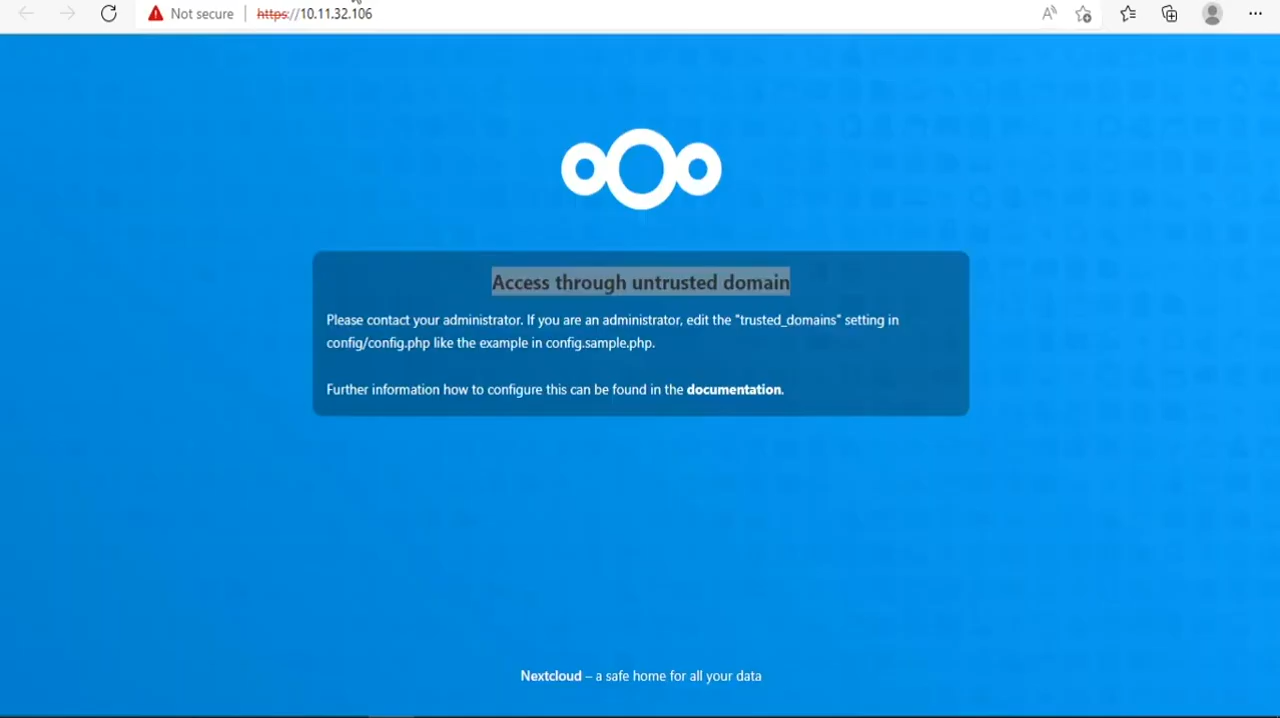 Not secure | https://10.11.32.106
Access through untrusted domain
Please contact your administrator. If you are an administrator, edit the "trusted_domains" setting in
config/config.php like the example in config.sample.php.
Further information how to configure this can be found in the documentation.
Nextcloud – a safe home for all your data